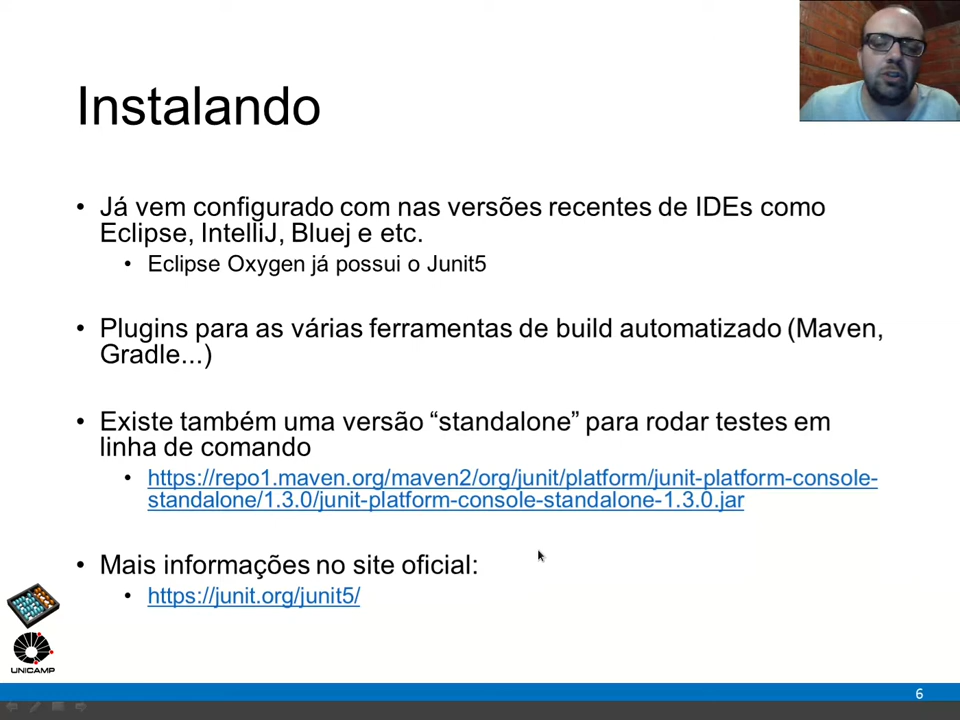 Instalando
• Já vem configurado com nas versões recentes de IDEs como
Eclipse, IntelliJ, Bluej e etc.
• Eclipse Oxygen já possui o Junit5
• Plugins para as várias ferramentas de build automatizado (Maven,
Gradle...)
• Existe também uma versão “standalone” para rodar testes em
linha de comando
• https://repo1.maven.org/maven2/org/junit/platform/junit-platform-console-
standalone/1.3.0/junit-platform-console-standalone-1.3.0.jar
• Mais informações no site oficial:
• https://junit.org/junit5/
UNICAMP
6